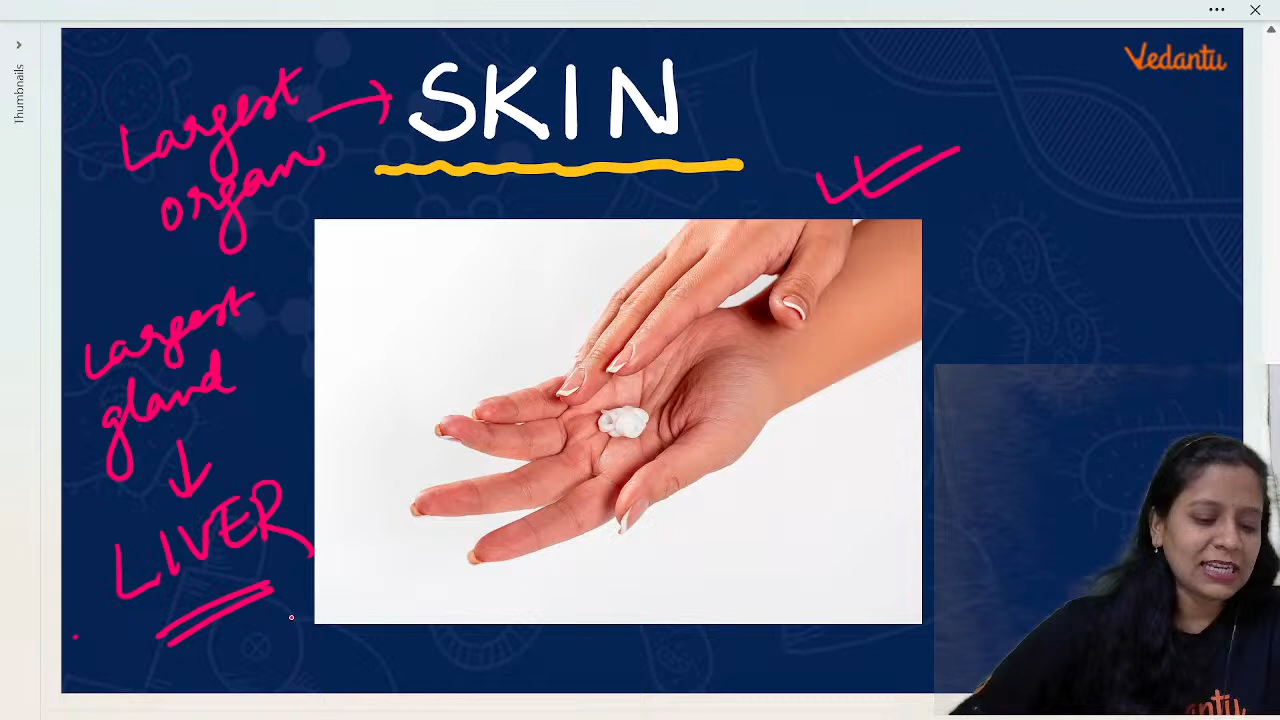 Thumbnails
Vedantu
Largest
organ
SKIN
Largest
gland
LIVER